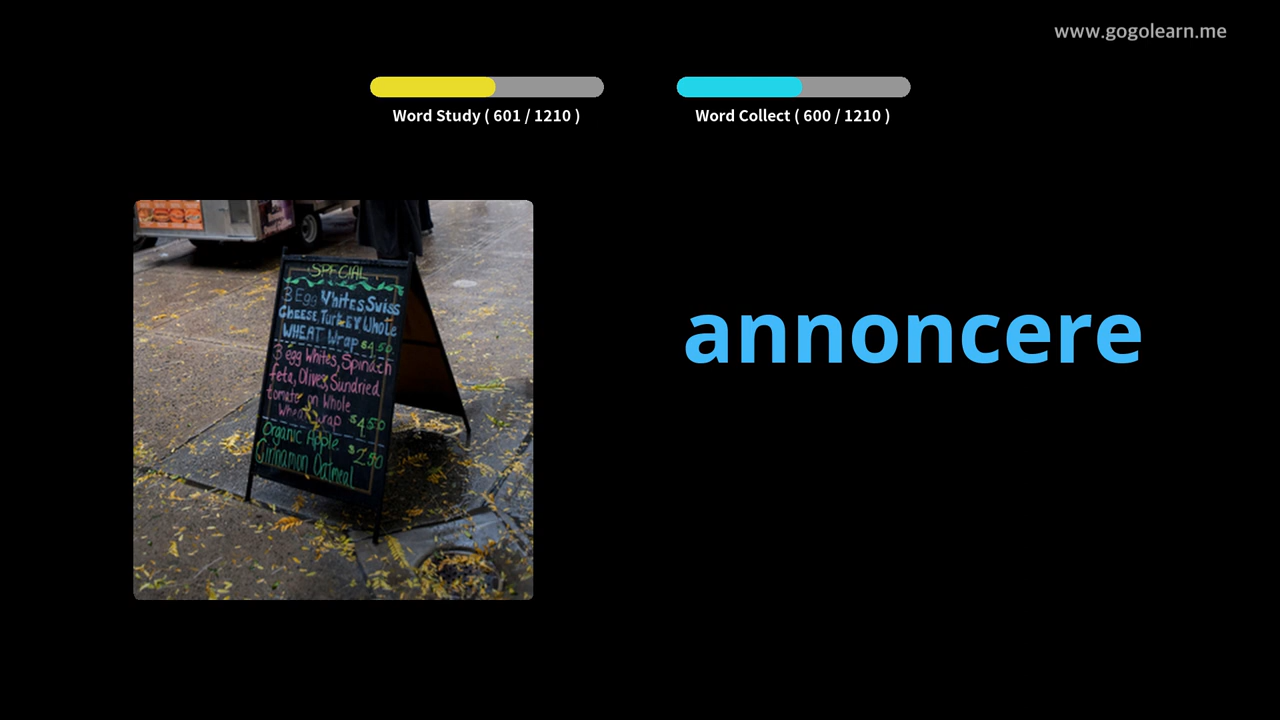 www.gogolearn.me
Word Study ( 601 / 1210 )
Word Collect ( 600 / 1210 )
SPECIAL
3 Egg Whites, Swiss
Cheese, Turkey Whole
WHEAT Wrap $4.50
3 egg Whites, Spinach
feta, Olives, Sundried
tomato on Whole
Wheat Wrap $4.50
Organic Apple
Cinnamon Oatmeal $2.50
annoncere